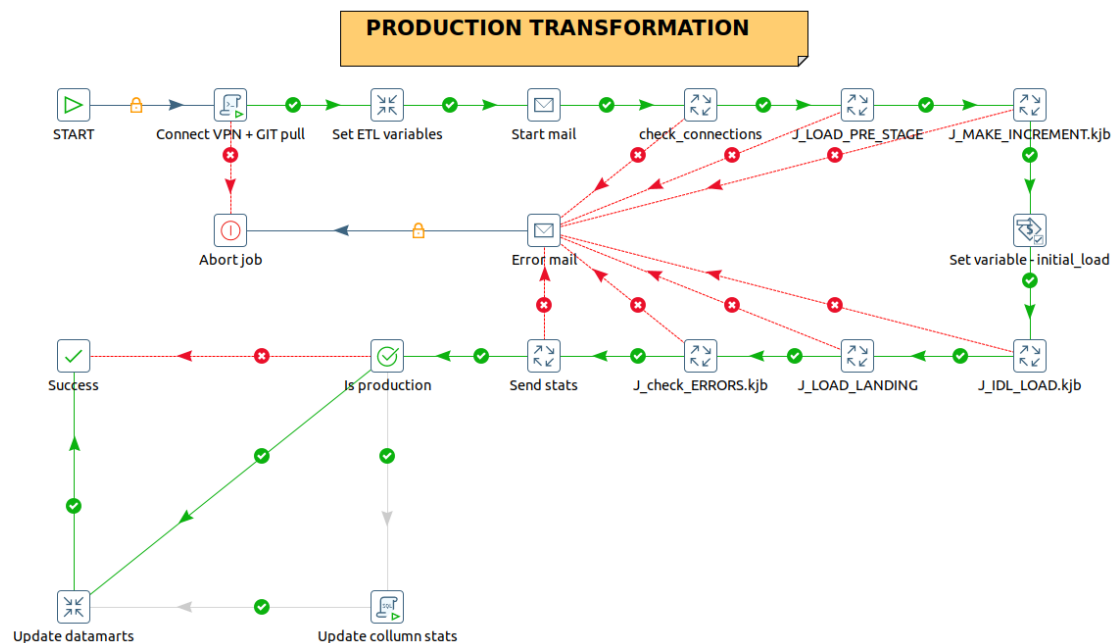 PRODUCTION TRANSFORMATION
START
Connect VPN + GIT pull
Set ETL variables
Start mail
check_connections
J_LOAD_PRE_STAGE
J_MAKE_INCREMENT.kjb
Abort job
Error mail
Set variable - initial_load
Success
Is production
Send stats
J_check_ERRORS.kjb
J_LOAD_LANDING
J_IDL_LOAD.kjb
Update datamarts
SQL
Update collumn stats